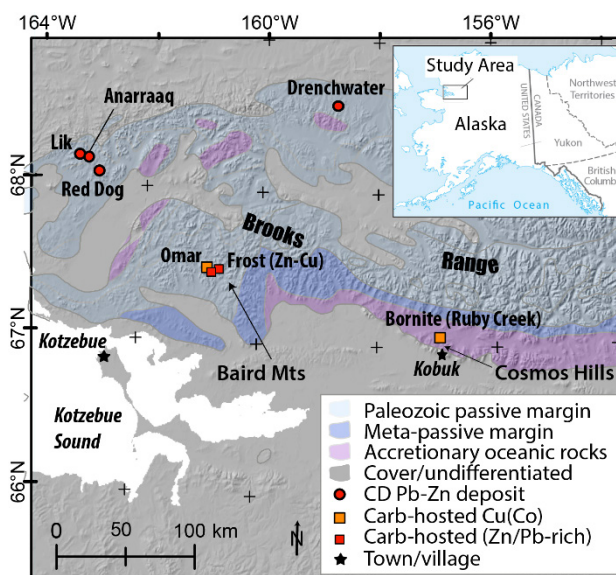 164°W
160°W
156°W
Drenchwater
Anarraaq
Lik
Red Dog
68°N
Study Area
Northwest
Territories
CANADA
UNITED STATES
Alaska
Yukon
British
Columbia
Pacific Ocean
Brooks
Range
Omar
Frost (Zn-Cu)
67°N
Baird Mts
Bornite (Ruby Creek)
Kobuk
Cosmos Hills
Kotzebue
Kotzebue
Sound
66°N
0 50 100 km
N
Paleozoic passive margin
Meta-passive margin
Accretionary oceanic rocks
Cover/undifferentiated
CD Pb-Zn deposit
Carb-hosted Cu(Co)
Carb-hosted (Zn/Pb-rich)
Town/village